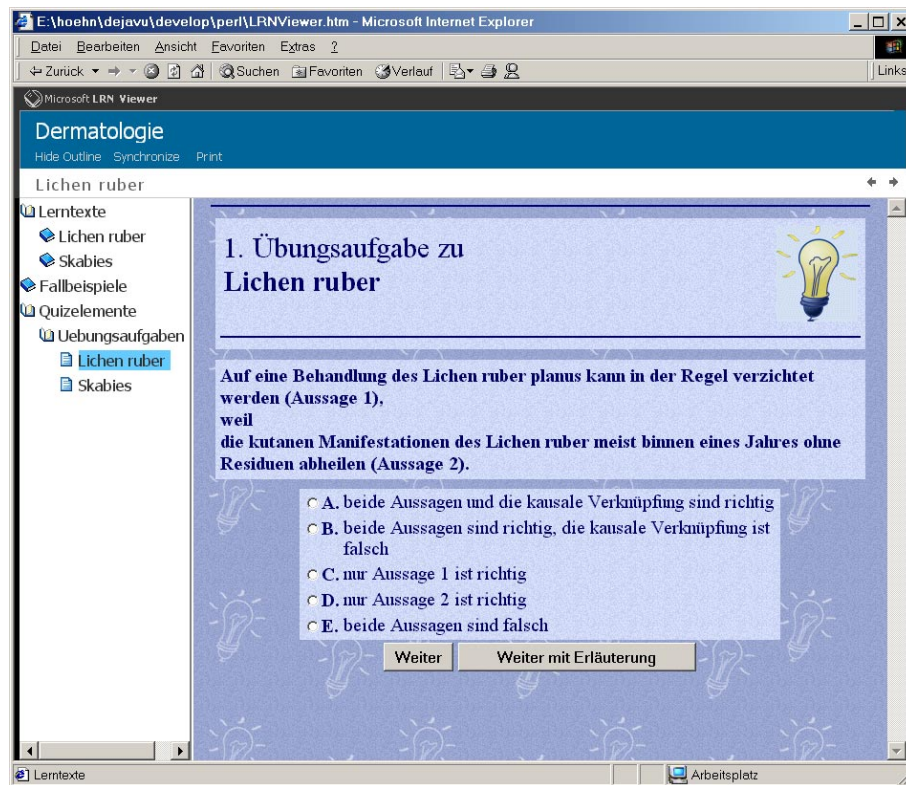 E:\hoehn\dejavu\develop\perl\LRNViewer.htm - Microsoft Internet Explorer
Datei Bearbeiten Ansicht Favoriten Extras ?
Zurück Suchen Favoriten Verlauf Links
Microsoft LRN Viewer
Dermatologie
Hide Outline Synchronize Print
Lichen ruber
Lerntexte
Lichen ruber
Skabies
Fallbeispiele
Quizelemente
Uebungsaufgaben
Lichen ruber
Skabies
1. Übungsaufgabe zu
Lichen ruber
Auf eine Behandlung des Lichen ruber planus kann in der Regel verzichtet
werden (Aussage 1),
weil
die kutanen Manifestationen des Lichen ruber meist binnen eines Jahres ohne
Residuen abheilen (Aussage 2).
A. beide Aussagen und die kausale Verknüpfung sind richtig
B. beide Aussagen sind richtig, die kausale Verknüpfung ist
falsch
C. nur Aussage 1 ist richtig
D. nur Aussage 2 ist richtig
E. beide Aussagen sind falsch
Weiter Weiter mit Erläuterung
Lerntexte Arbeitsplatz